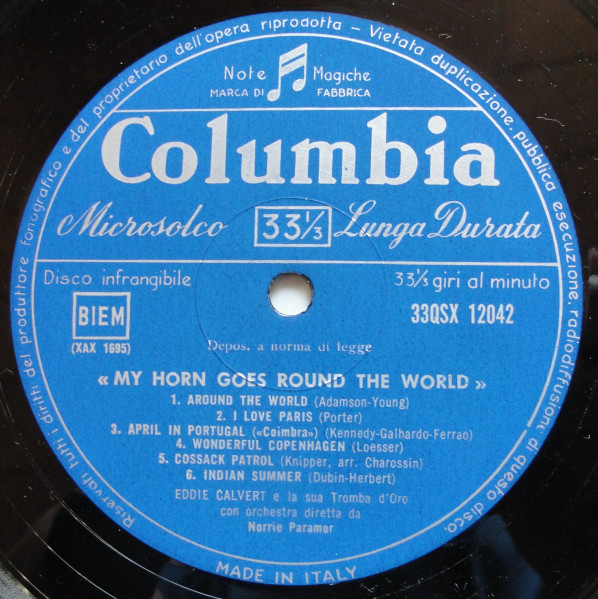 Riservati tutti i diritti del produttore fonografico e del proprietario dell'opera riprodotta - Vietata duplicazione, pubblica esecuzione, radiodiffusione di questo disco.
Note Magiche
MARCA DI FABBRICA
Columbia
Microsolco 33⅓ Lunga Durata
Disco infrangibile 33⅓ giri al minuto
BIEM 33QSX 12042
(XAX 1695)
Depos. a norma di legge
« MY HORN GOES ROUND THE WORLD »
1. AROUND THE WORLD (Adamson-Young)
2. I LOVE PARIS (Porter)
3. APRIL IN PORTUGAL («Coimbra») (Kennedy-Galhardo-Ferrao)
4. WONDERFUL COPENHAGEN (Loesser)
5. COSSACK PATROL (Knipper, arr. Charossin)
6. INDIAN SUMMER (Dubin-Herbert)
EDDIE CALVERT e la sua Tromba d'Oro
con orchestra diretta da
Norrie Paramor
MADE IN ITALY